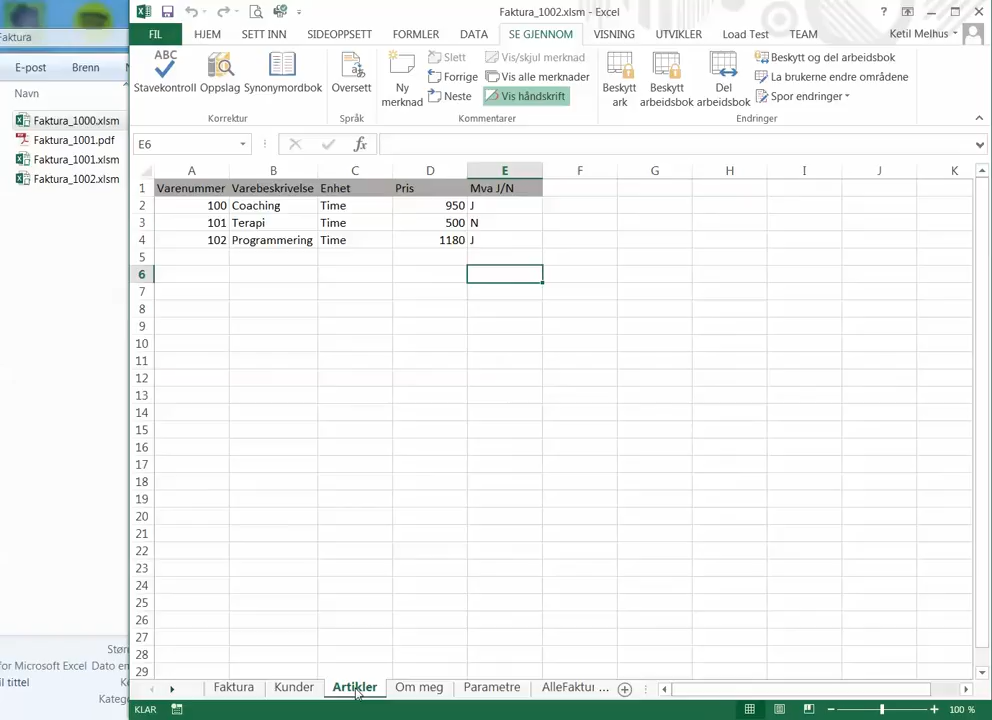 Faktura_1002.xlsm - Excel
?
Faktura
FIL HJEM SETT INN SIDEOPPSETT FORMLER DATA SE GJENNOM VISNING UTVIKLER Load Test TEAM Ketil Melhus
E-post Brenn
Navn
Faktura_1000.xlsm
Faktura_1001.pdf
Faktura_1001.xlsm
Faktura_1002.xlsm
ABC
Stavekontroll Oppslag Synonymordbok
Korrektur
Oversett
Språk
Ny
merknad
Slett
Forrige
Neste
Vis/skjul merknad
Vis alle merknader
Vis håndskrift
Kommentarer
Beskytt
ark
Beskytt
arbeidsbok
Del
arbeidsbok
Beskytt og del arbeidsbok
La brukerne endre områdene
Spor endringer
Endringer
E6
fx
A B C D E F G H I J K
1 Varenummer Varebeskrivelse Enhet Pris Mva J/N
2 100 Coaching Time 950 J
3 101 Terapi Time 500 N
4 102 Programmering Time 1180 J
5
6
7
8
9
10
11
12
13
14
15
16
17
18
19
20
21
22
23
24
25
26
27
28
29
for Microsoft Excel Dato en
il tittel
Faktura Kunder Artikler Om meg Parametre AlleFaktur ...
KLAR
100 %